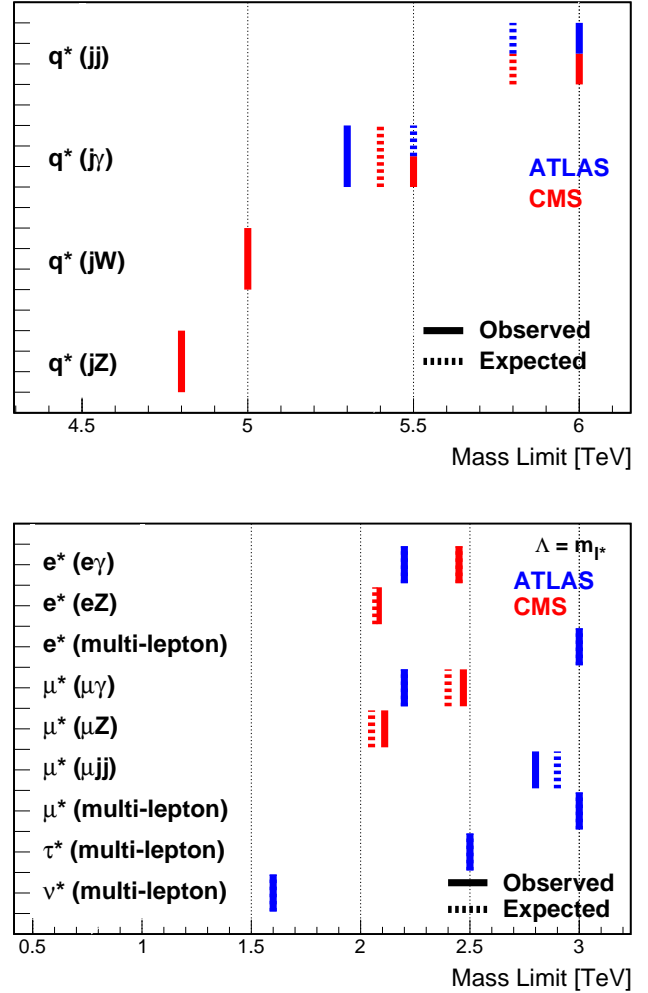 q* (jj)
q* (jγ)
ATLAS
CMS
q* (jW)
Observed
q* (jZ)
Expected
4.5 5 5.5 6
Mass Limit [TeV]
Λ = m_l*
e* (eγ)
ATLAS
e* (eZ)
CMS
e* (multi-lepton)
μ* (μγ)
μ* (μZ)
μ* (μjj)
μ* (multi-lepton)
τ* (multi-lepton)
ν* (multi-lepton)
Observed
Expected
0.5 1 1.5 2 2.5 3
Mass Limit [TeV]